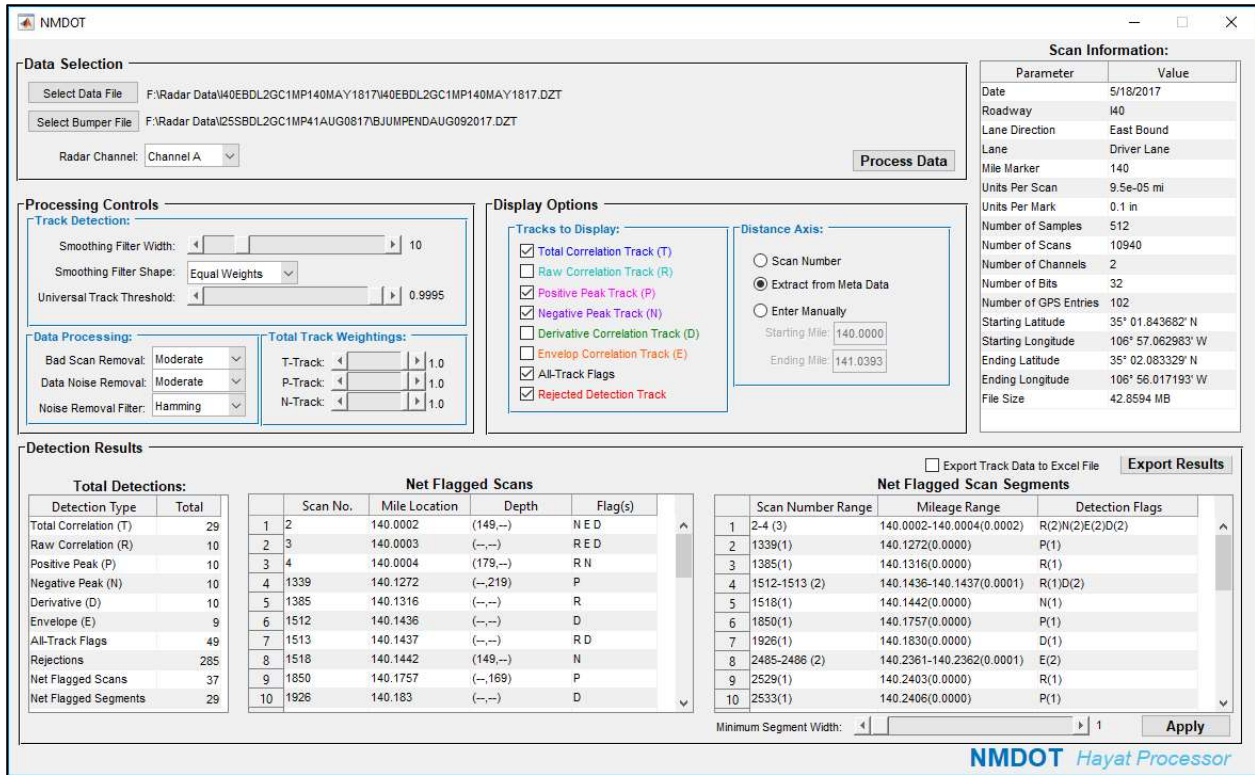 NMDOT
Data Selection
Select Data File F:\Radar Data\I40EBDL2GC1MP140MAY1817\I40EBDL2GC1MP140MAY1817.DZT
Select Bumper File F:\Radar Data\I25SBDL2GC1MP41AUG0817\BJUMPENDAUG092017.DZT
Radar Channel: Channel A
Process Data
Scan Information:
Parameter Value
Date 5/18/2017
Roadway I40
Lane Direction East Bound
Lane Driver Lane
Mile Marker 140
Units Per Scan 9.5e-05 mi
Units Per Mark 0.1 in
Number of Samples 512
Number of Scans 10940
Number of Channels 2
Number of Bits 32
Number of GPS Entries 102
Starting Latitude 35° 01.843682' N
Starting Longitude 106° 57.062983' W
Ending Latitude 35° 02.083329' N
Ending Longitude 106° 56.017193' W
File Size 42.8594 MB
Processing Controls
Track Detection:
Smoothing Filter Width: 10
Smoothing Filter Shape: Equal Weights
Universal Track Threshold: 0.9995
Data Processing:
Bad Scan Removal: Moderate
Data Noise Removal: Moderate
Noise Removal Filter: Hamming
Total Track Weightings:
T-Track: 1.0
P-Track: 1.0
N-Track: 1.0
Display Options
Tracks to Display:
Total Correlation Track (T)
Raw Correlation Track (R)
Positive Peak Track (P)
Negative Peak Track (N)
Derivative Correlation Track (D)
Envelop Correlation Track (E)
All-Track Flags
Rejected Detection Track
Distance Axis:
Scan Number
Extract from Meta Data
Enter Manually
Starting Mile: 140.0000
Ending Mile: 141.0393
Detection Results
Export Track Data to Excel File Export Results
Total Detections:
Detection Type Total
Total Correlation (T) 29
Raw Correlation (R) 10
Positive Peak (P) 10
Negative Peak (N) 10
Derivative (D) 10
Envelope (E) 9
All-Track Flags 49
Rejections 285
Net Flagged Scans 37
Net Flagged Segments 29
Net Flagged Scans
Scan No. Mile Location Depth Flag(s)
1 2 140.0002 (149,--) N E D
2 3 140.0003 (--,--) R E D
3 4 140.0004 (179,--) R N
4 1339 140.1272 (--,219) P
5 1385 140.1316 (--,--) R
6 1512 140.1436 (--,--) D
7 1513 140.1437 (--,--) R D
8 1518 140.1442 (149,--) N
9 1850 140.1757 (--,169) P
10 1926 140.183 (--,--) D
Net Flagged Scan Segments
Scan Number Range Mileage Range Detection Flags
1 2-4 (3) 140.0002-140.0004(0.0002) R(2)N(2)E(2)D(2)
2 1339(1) 140.1272(0.0000) P(1)
3 1385(1) 140.1316(0.0000) R(1)
4 1512-1513 (2) 140.1436-140.1437(0.0001) R(1)D(2)
5 1518(1) 140.1442(0.0000) N(1)
6 1850(1) 140.1757(0.0000) P(1)
7 1926(1) 140.1830(0.0000) D(1)
8 2485-2486 (2) 140.2361-140.2362(0.0001) E(2)
9 2529(1) 140.2403(0.0000) R(1)
10 2533(1) 140.2406(0.0000) P(1)
Minimum Segment Width: 1 Apply
NMDOT Hayat Processor